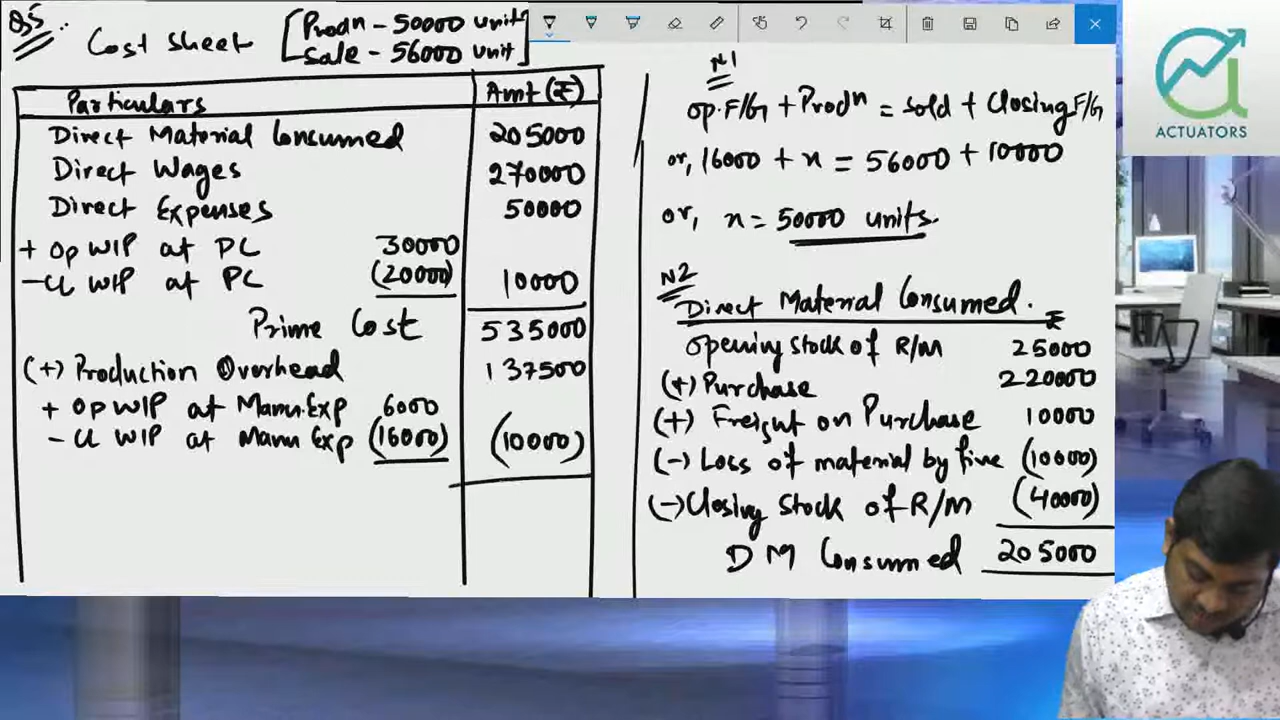 Q5.
Cost sheet [Prodn - 50000 units
Sale - 56000 unit]
Particulars Amt (₹)
Direct Material Consumed 205000
Direct Wages 270000
Direct Expenses 50000
+ Op WIP at PC 30000
- Cl WIP at PC (20000) 10000
Prime Cost 535000
(+) Production Overhead 137500
+ Op WIP at Manu.Exp 6000
- Cl WIP at Manu Exp (16000) (10000)
N1
op.F/G + Prodn = sold + Closing F/G
or, 16000 + x = 56000 + 10000
or, x = 50000 units.
N2
Direct Material Consumed.
₹
Opening stock of R/M 25000
(+) Purchase 220000
(+) Freight on Purchase 10000
(-) Loss of material by fire (10000)
(-) Closing Stock of R/M (40000)
DM Consumed 205000
ACTUATORS